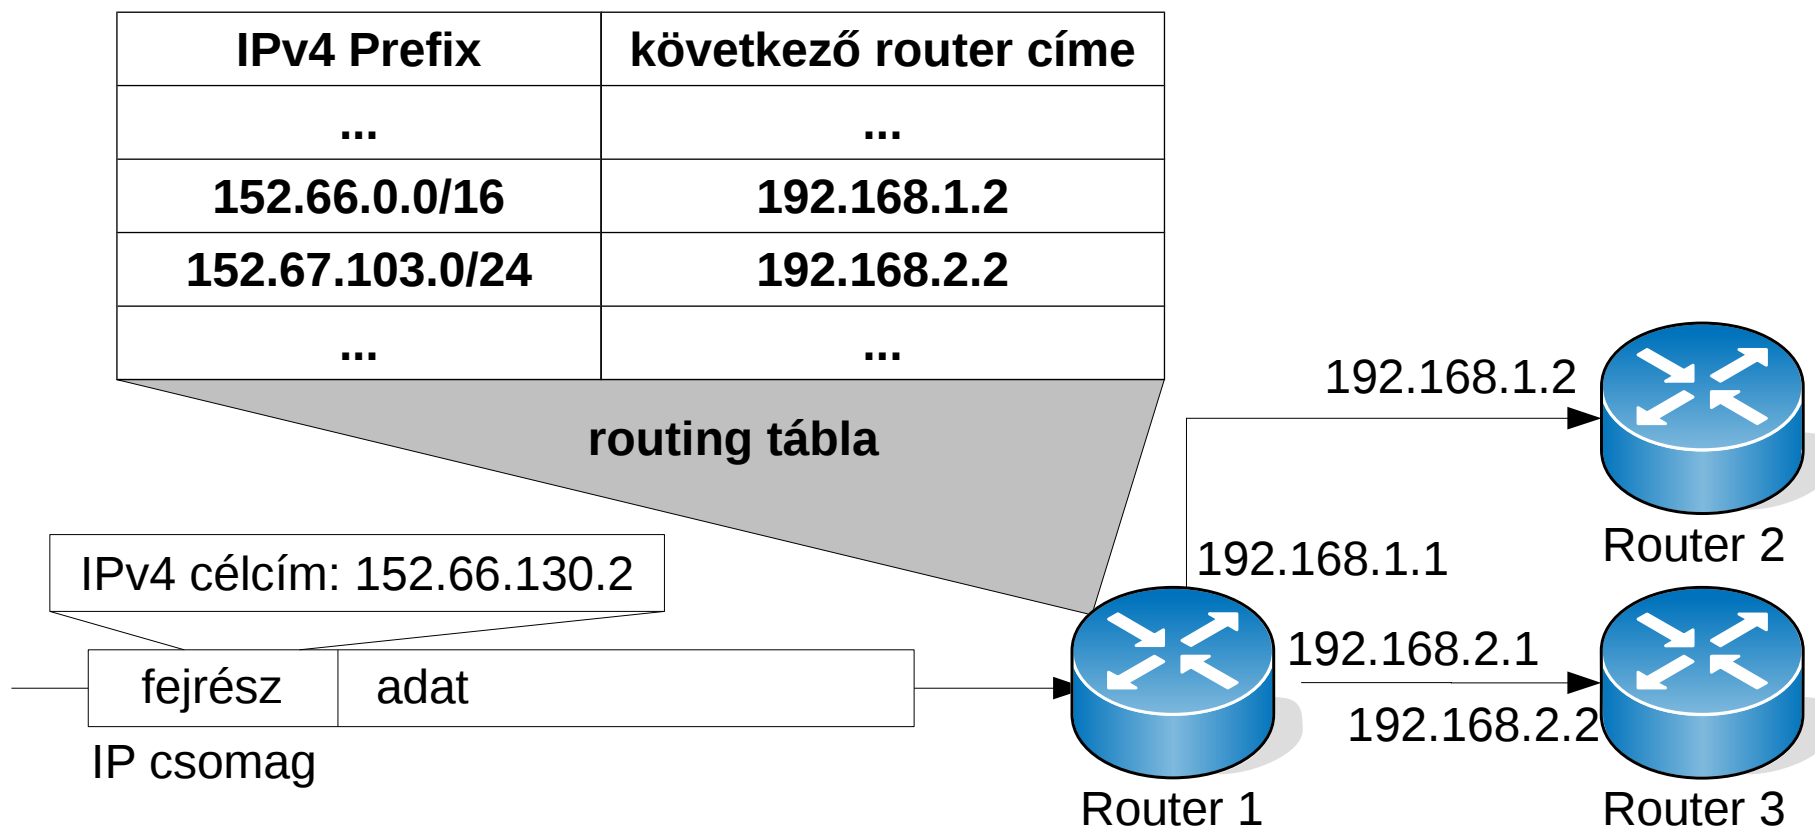 IPv4 Prefix következő router címe
... ...
152.66.0.0/16 192.168.1.2
152.67.103.0/24 192.168.2.2
... ...
routing tábla
192.168.1.2
Router 2
IPv4 célcím: 152.66.130.2
192.168.1.1
fejrész adat
IP csomag
192.168.2.1
192.168.2.2
Router 1
Router 3